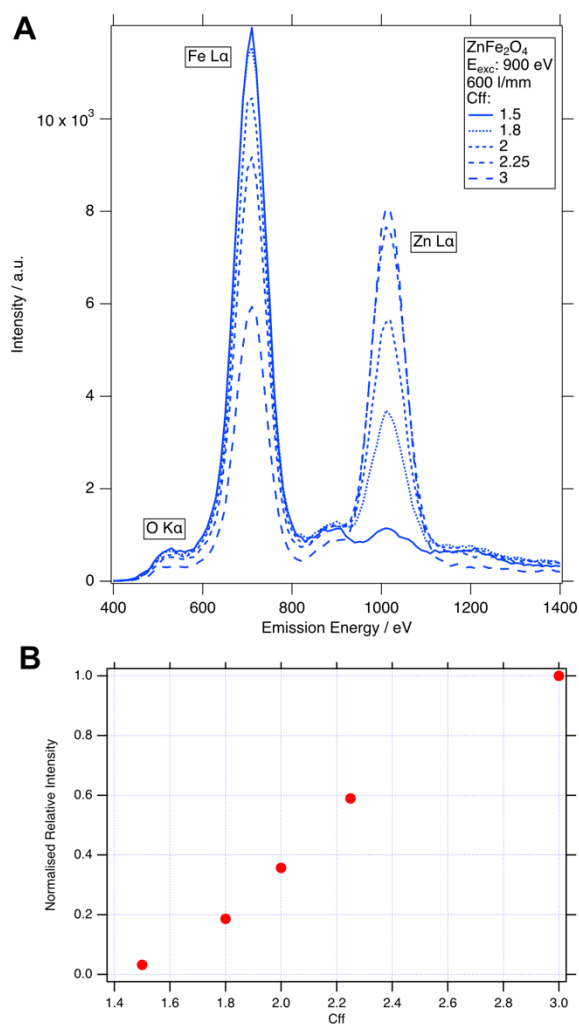 A
Fe Lα
ZnFe₂O₄
E_exc: 900 eV
600 l/mm
Cff:
1.5
1.8
2
2.25
3
Zn Lα
O Kα
Intensity / a.u.
10 x 10³
8
6
4
2
0
400
600
800
1000
1200
1400
Emission Energy / eV
B
Normalised Relative Intensity
1.0
0.8
0.6
0.4
0.2
0.0
1.4
1.6
1.8
2.0
2.2
2.4
2.6
2.8
3.0
Cff